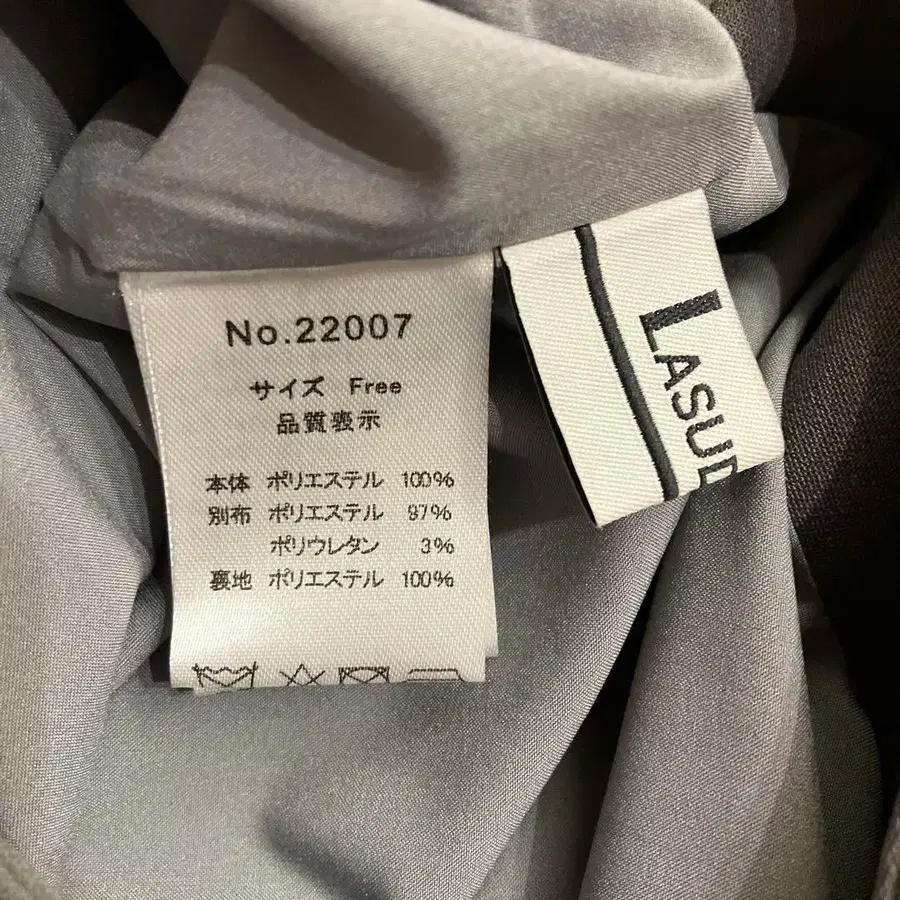 No.22007
サイズ Free
品質表示
本体 ポリエステル 100%
別布 ポリエステル 97%
ポリウレタン 3%
裏地 ポリエステル 100%